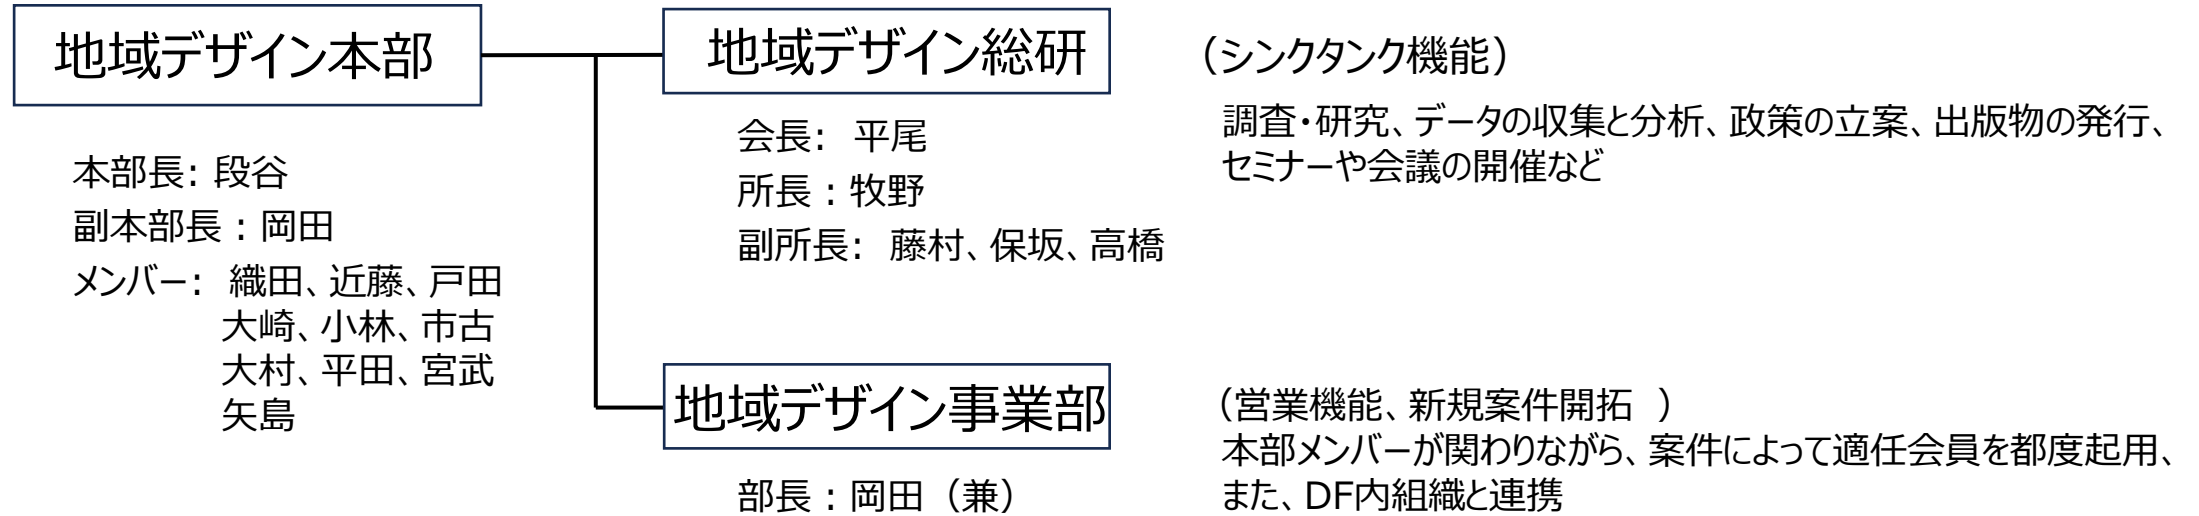 地域デザイン本部
本部長: 段谷
副本部長：岡田
メンバー: 織田、近藤、戸田
大崎、小林、市古
大村、平田、宮武
矢島
地域デザイン総研
会長: 平尾
所長：牧野
副所長: 藤村、保坂、高橋
（シンクタンク機能）
調査・研究、データの収集と分析、政策の立案、出版物の発行、
セミナーや会議の開催など
地域デザイン事業部
部長：岡田（兼）
（営業機能、新規案件開拓 ）
本部メンバーが関わりながら、案件によって適任会員を都度起用、
また、DF内組織と連携